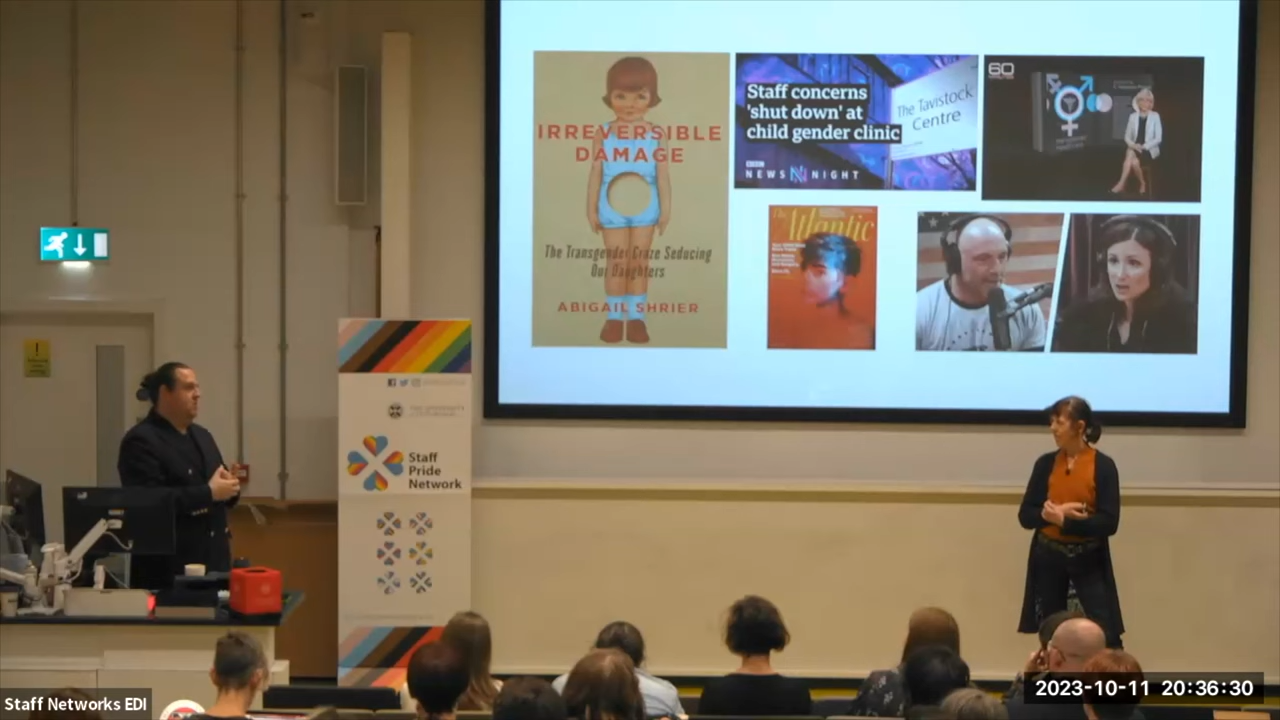 IRREVERSIBLE
DAMAGE
The Transgender Craze Seducing
Our Daughters
ABIGAIL SHRIER
Staff concerns
'shut down' at
child gender clinic
BBC
NEWSNIGHT
The Tavistock
Centre
60
The Atlantic
Staff
Pride
Network
Staff Networks EDI
2023-10-11 20:36:30